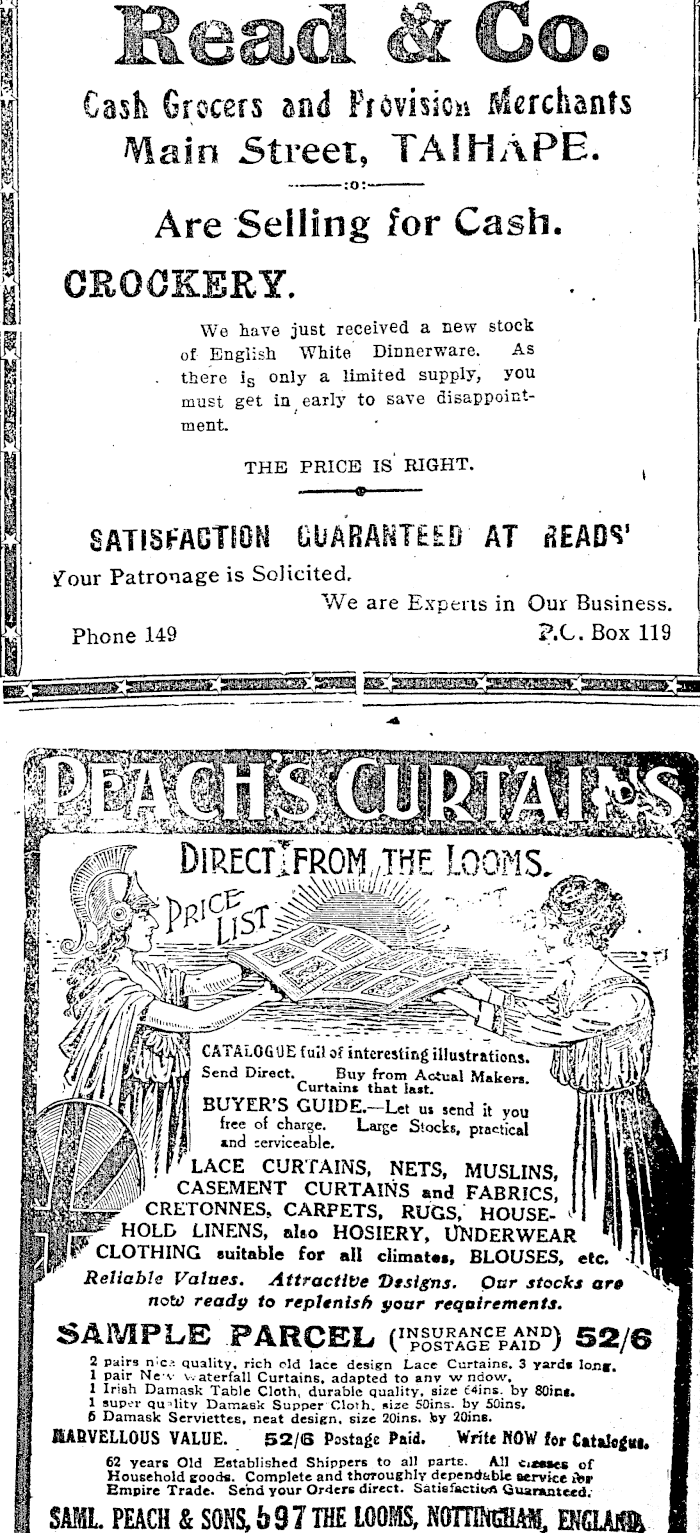 Read & Co.
Cash Grocers and Provision Merchants
Main Street, TAIHAPE.
:o:
Are Selling for Cash.
CROCKERY.
We have just received a new stock
of English White Dinnerware. As
there is only a limited supply, you
must get in early to save disappoint-
ment.
THE PRICE IS RIGHT.
SATISFACTION GUARANTEED AT READS'
Your Patronage is Solicited.
We are Experts in Our Business.
Phone 149 P.O. Box 119
PEACH'S CURTAINS
DIRECT FROM THE LOOMS.
PRICE
LIST
CATALOGUE full of interesting illustrations.
Send Direct. Buy from Actual Makers.
Curtains that last.
BUYER'S GUIDE.—Let us send it you
free of charge. Large Stocks, practical
and serviceable.
LACE CURTAINS, NETS, MUSLINS,
CASEMENT CURTAINS and FABRICS,
CRETONNES, CARPETS, RUGS, HOUSE-
HOLD LINENS, also HOSIERY, UNDERWEAR
CLOTHING suitable for all climates, BLOUSES, etc.
Reliable Values. Attractive Designs. Our stocks are
now ready to replenish your requirements.
SAMPLE PARCEL (INSURANCE AND POSTAGE PAID) 52/6
2 pairs nice quality, rich old lace design Lace Curtains, 3 yards long.
1 pair New Waterfall Curtains, adapted to any window.
1 Irish Damask Table Cloth, durable quality, size 64ins. by 80ins.
1 super quality Damask Supper Cloth, size 50ins. by 50ins.
6 Damask Serviettes, neat design, size 20ins. by 20ins.
MARVELLOUS VALUE. 52/6 Postage Paid. Write NOW for Catalogue.
62 years Old Established Shippers to all parts. All classes of
Household goods. Complete and thoroughly dependable service for
Empire Trade. Send your Orders direct. Satisfaction Guaranteed.
SAML. PEACH & SONS, 597 THE LOOMS, NOTTINGHAM, ENGLAND.